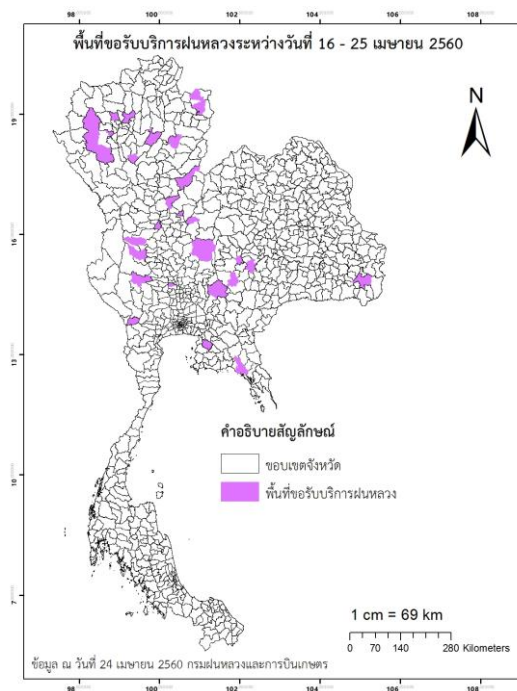 98 100 102 104 106 108
พื้นที่ขอรับบริการฝนหลวงระหว่างวันที่ 16 - 25 เมษายน 2560
N
19
16
13
10
7
คำอธิบายสัญลักษณ์
ขอบเขตจังหวัด
พื้นที่ขอรับบริการฝนหลวง
1 cm = 69 km
0 70 140 280 Kilometers
ข้อมูล ณ วันที่ 24 เมษายน 2560 กรมฝนหลวงและการบินเกษตร
98 100 102 104 106 108